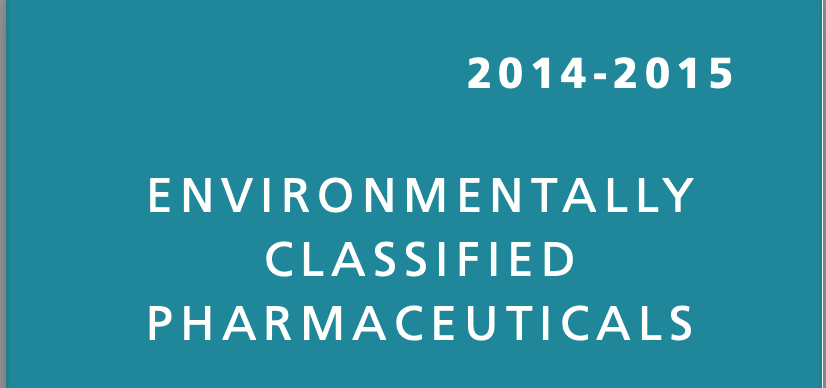 2014-2015
ENVIRONMENTALLY
CLASSIFIED
PHARMACEUTICALS